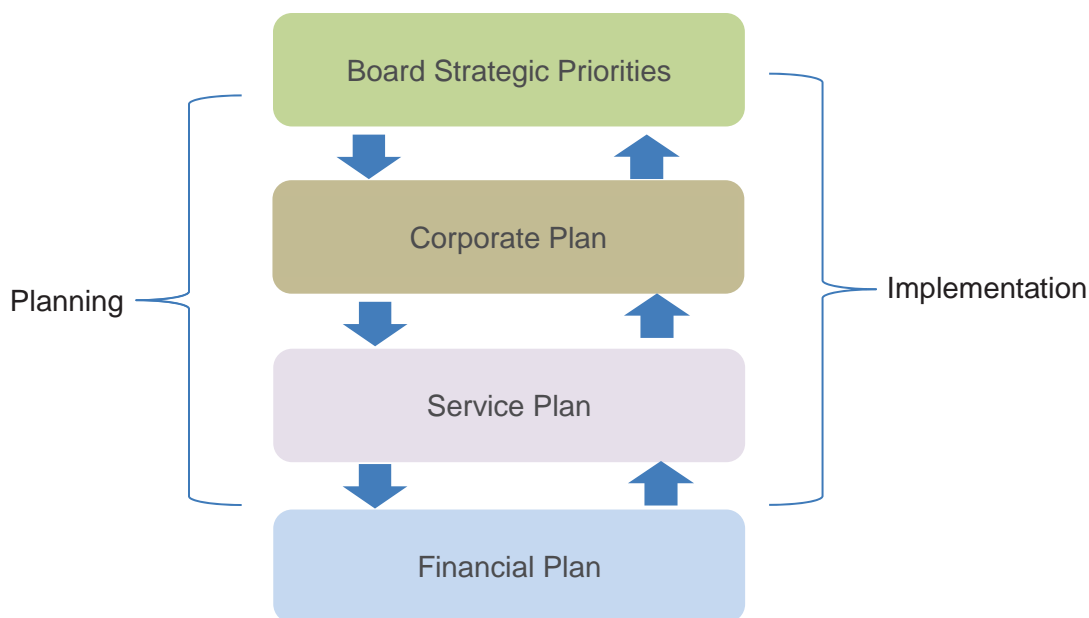 Board Strategic Priorities
Corporate Plan
Planning
Implementation
Service Plan
Financial Plan